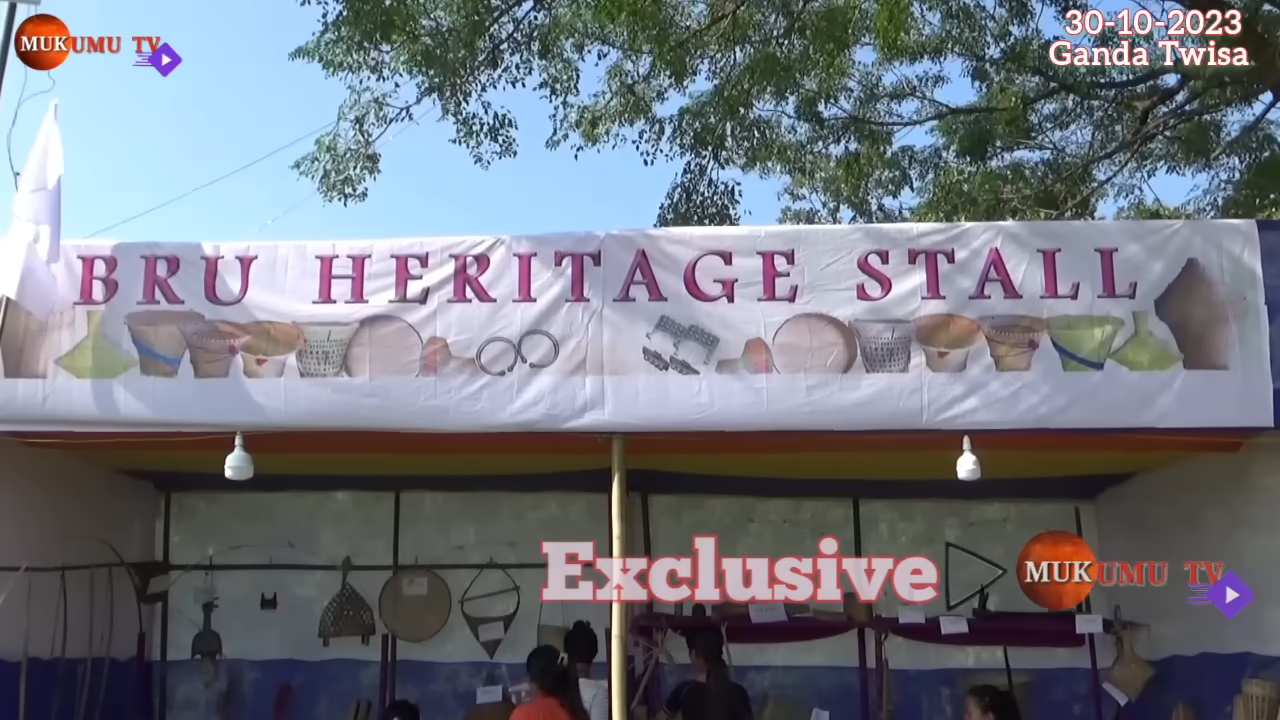 MUKUMU TV
30-10-2023
Ganda Twisa
BRU HERITAGE STALL
Exclusive
MUKUMU TV